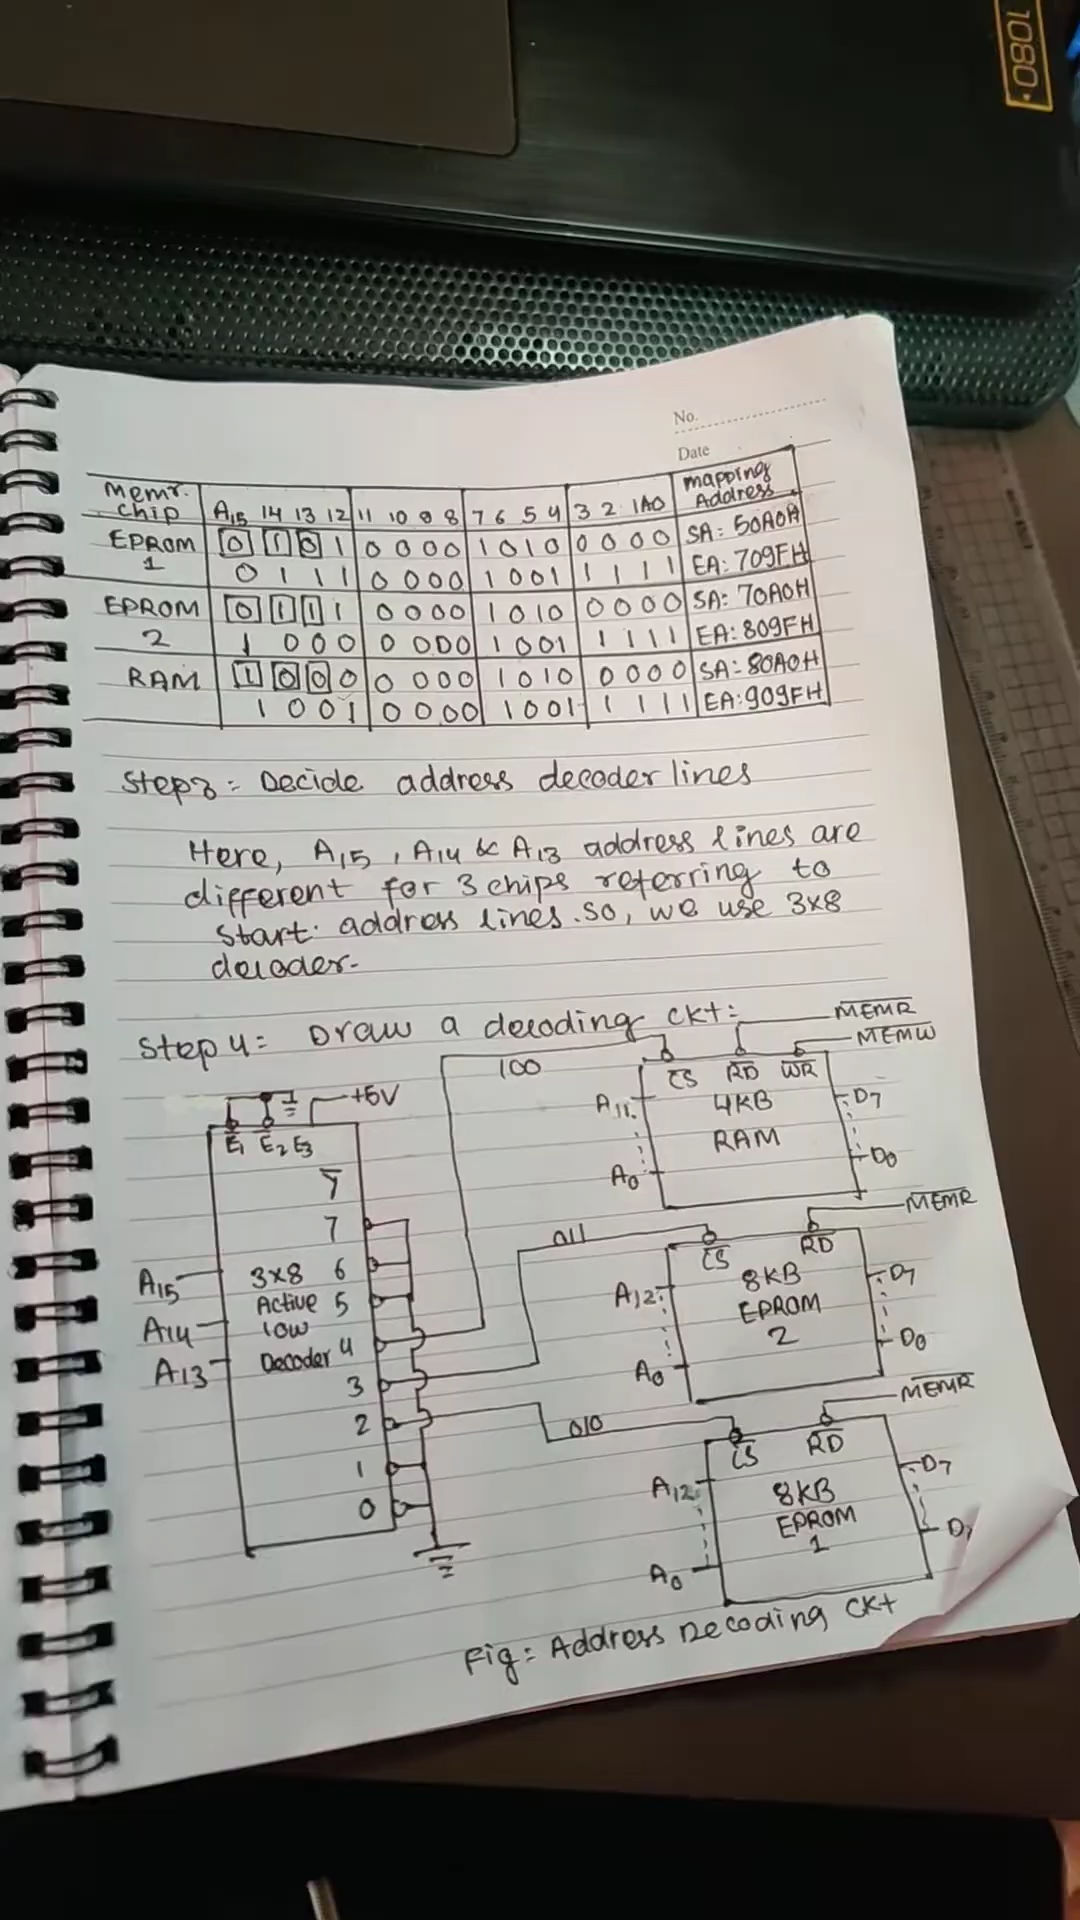 1080.
No.
Date
Memr. Chip A15 14 13 12 11 10 9 8 7 6 5 4 3 2 1 A0 mapping Address
EPROM 1 0 1 0 1 0 0 0 0 1 0 1 0 0 0 0 0 SA: 50A0H
0 1 1 1 0 0 0 0 1 0 0 1 1 1 1 1 EA: 709FH
EPROM 2 0 1 1 1 0 0 0 0 1 0 1 0 0 0 0 0 SA: 70A0H
1 0 0 0 0 0 0 0 1 0 0 1 1 1 1 1 EA: 809FH
RAM 1 0 0 0 0 0 0 0 1 0 1 0 0 0 0 0 SA: 80A0H
1 0 0 1 0 0 0 0 1 0 0 1 1 1 1 1 EA: 909FH
Step3: Decide address decoder lines
Here, A15, A14 & A13 address lines are
different for 3 chips referring to
start. address lines. So, we use 3x8
decoder.
Step 4: Draw a decoding ckt:
100
MEMR
MEMW
+5V
E1 E2 E3
CS RD WR
A11
4KB
RAM
A0
D7
D0
Y
7
6
5
4
3
2
1
0
A15
A14
A13
3x8
Active
low
Decoder
011
MEMR
CS RD
A12
8KB
EPROM
2
A0
D7
D0
010
MEMR
CS RD
A12
8KB
EPROM
1
A0
D7
Fig: Address Decoding ckt